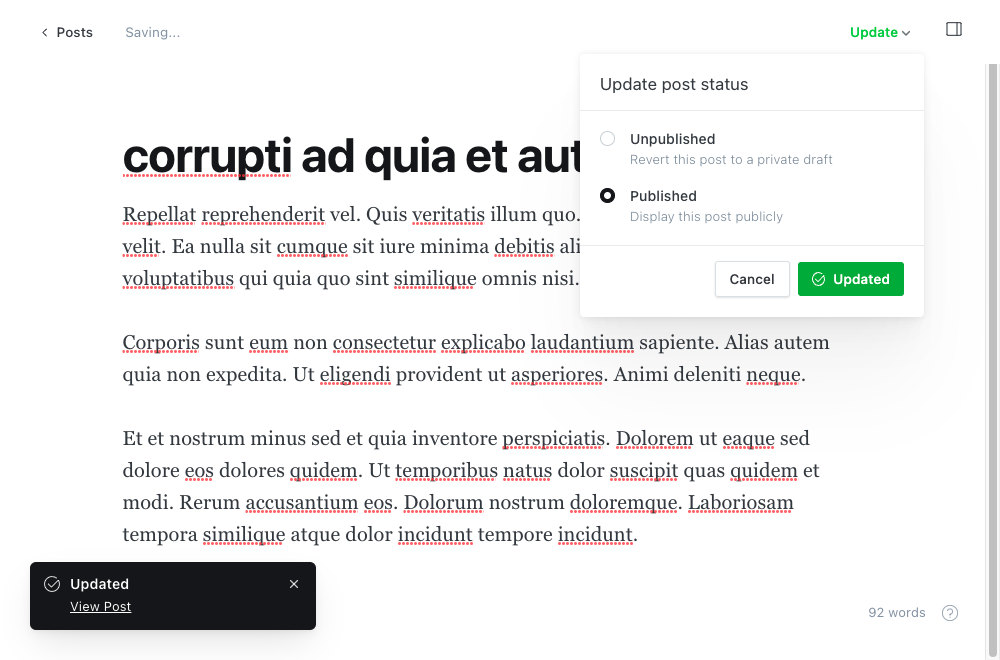 Posts
Saving...
Update
Update post status
Unpublished
Revert this post to a private draft
Published
Display this post publicly
Cancel
Updated
corrupti ad quia et aut
Repellat reprehenderit vel. Quis veritatis illum quo.
velit. Ea nulla sit cumque sit iure minima debitis ali
voluptatibus qui quia quo sint similique omnis nisi.
Corporis sunt eum non consectetur explicabo laudantium sapiente. Alias autem
quia non expedita. Ut eligendi provident ut asperiores. Animi deleniti neque.
Et et nostrum minus sed et quia inventore perspiciatis. Dolorem ut eaque sed
dolore eos dolores quidem. Ut temporibus natus dolor suscipit quas quidem et
modi. Rerum accusantium eos. Dolorum nostrum doloremque. Laboriosam
tempora similique atque dolor incidunt tempore incidunt.
Updated
View Post
92 words